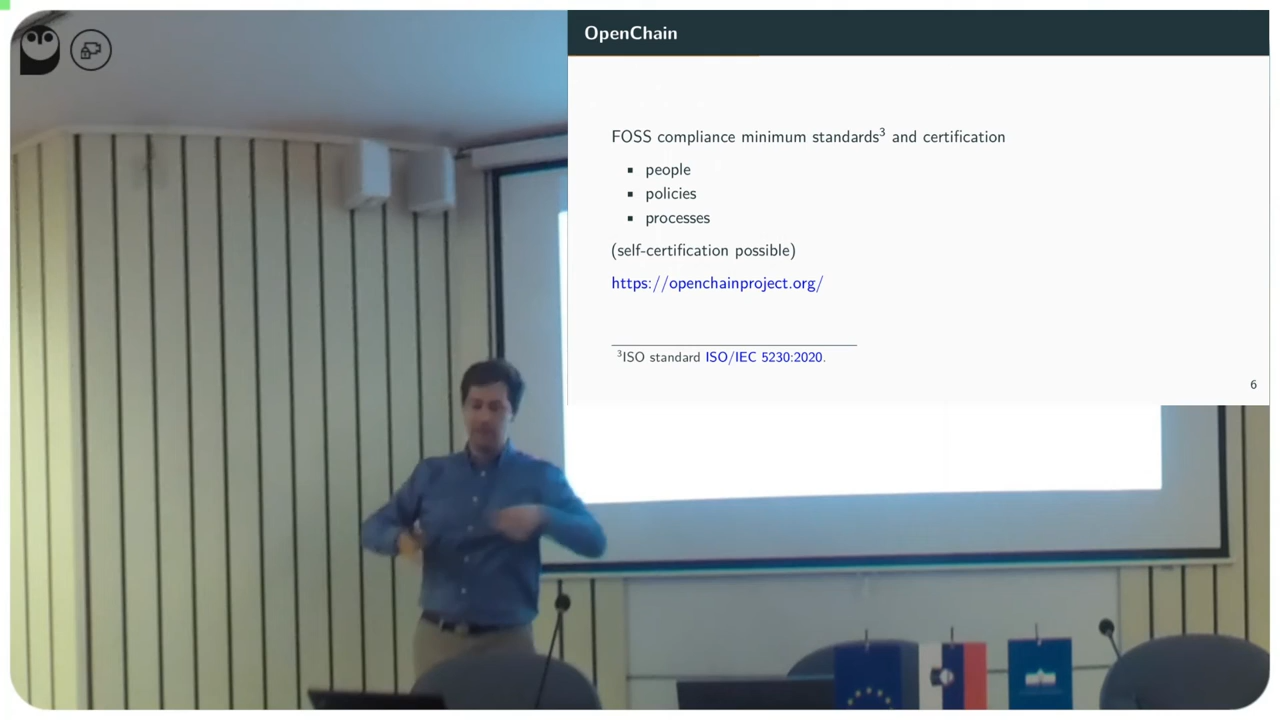 OpenChain
FOSS compliance minimum standards³ and certification
▪ people
▪ policies
▪ processes
(self-certification possible)
https://openchainproject.org/
³ISO standard ISO/IEC 5230:2020.
6